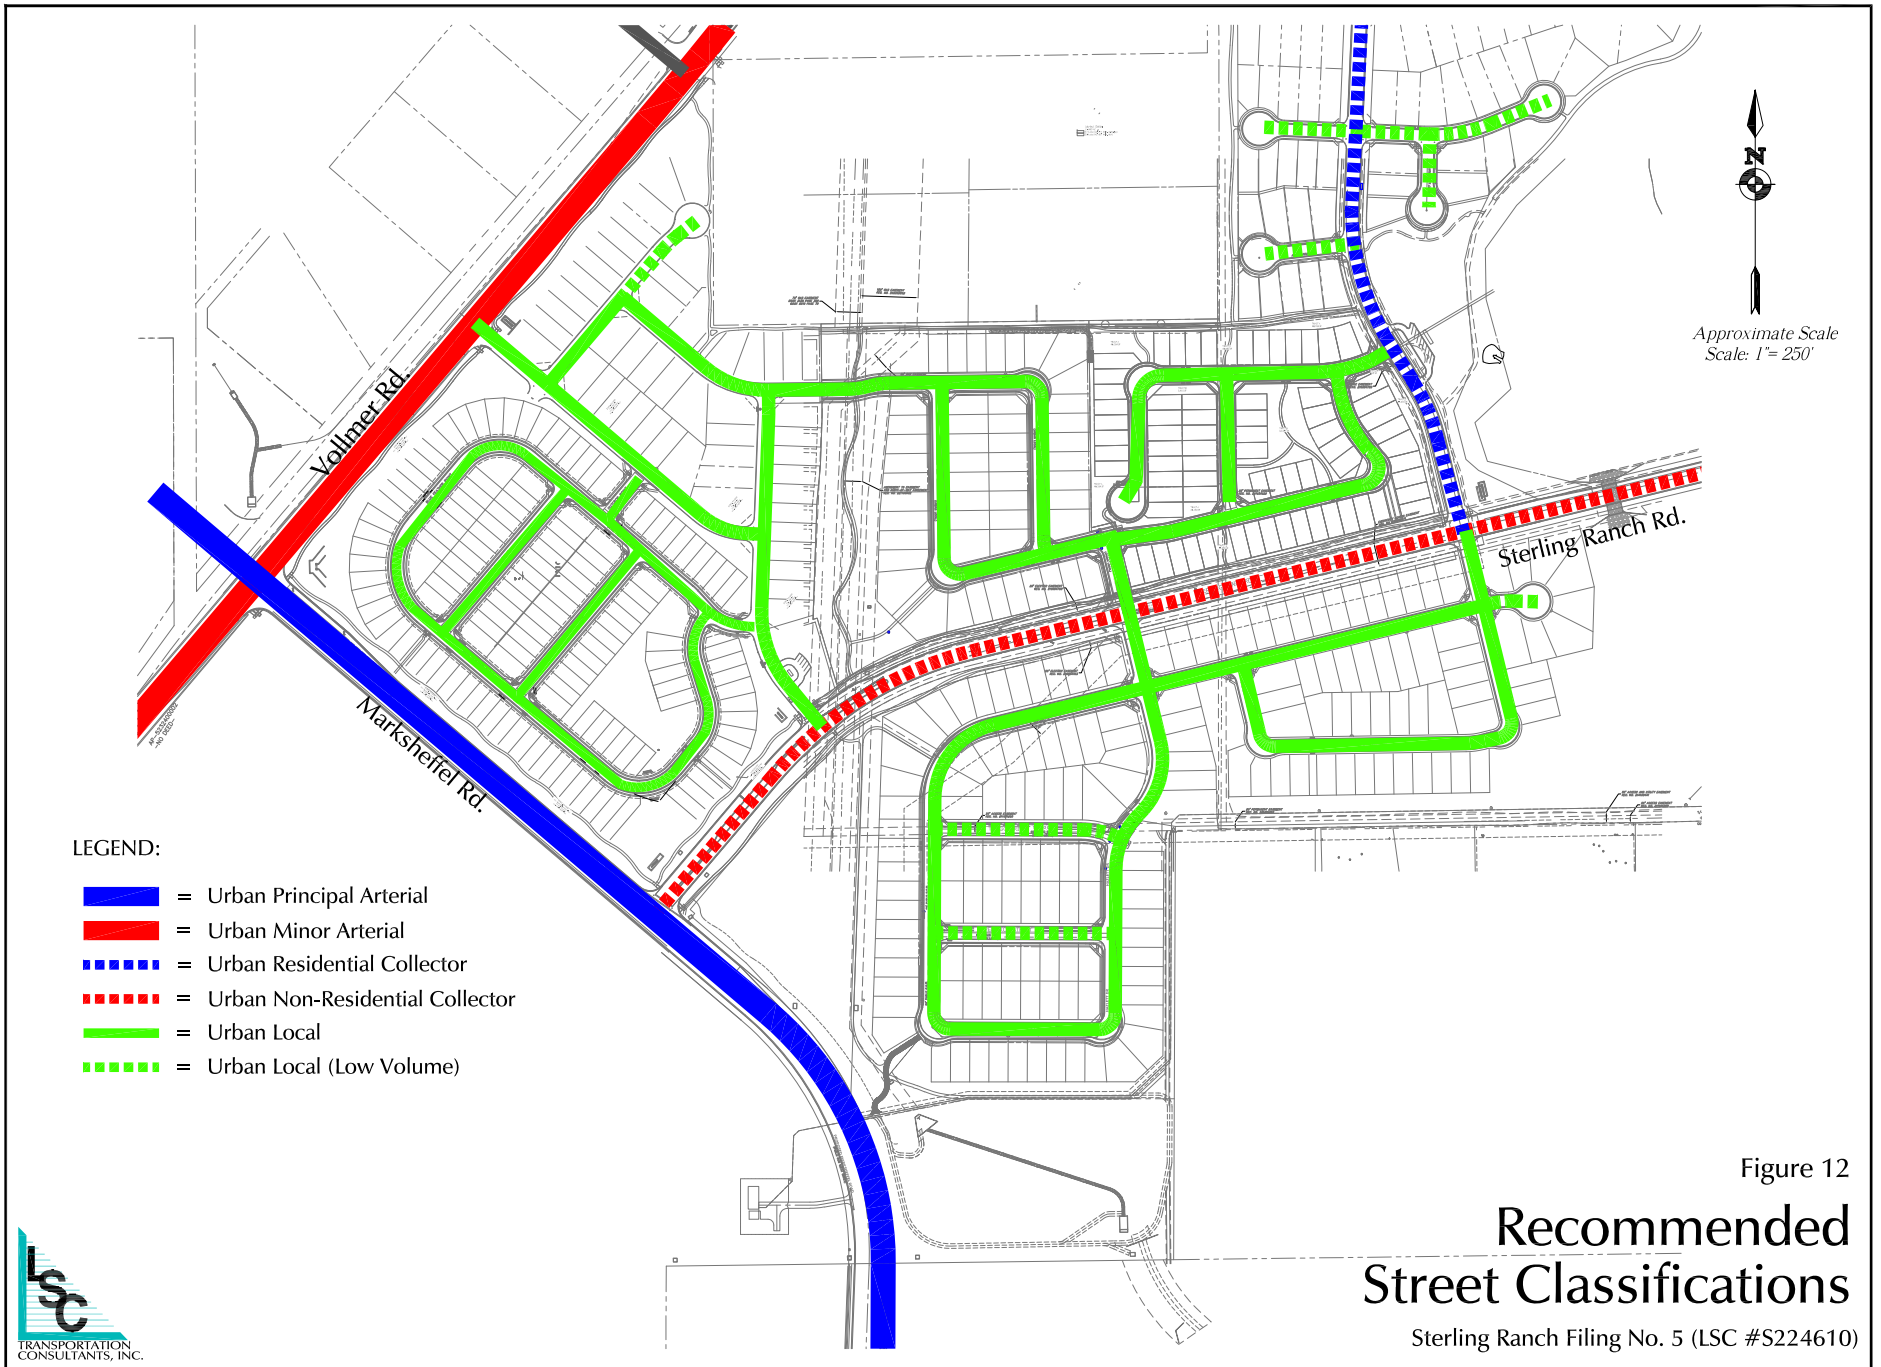 N
Approximate Scale
Scale: 1"= 250'
Vollmer Rd.
Sterling Ranch Rd.
Marksheffel Rd.
LEGEND:
= Urban Principal Arterial
= Urban Minor Arterial
= Urban Residential Collector
= Urban Non-Residential Collector
= Urban Local
= Urban Local (Low Volume)
Figure 12
Recommended
Street Classifications
Sterling Ranch Filing No. 5 (LSC #S224610)
LSC
TRANSPORTATION
CONSULTANTS, INC.